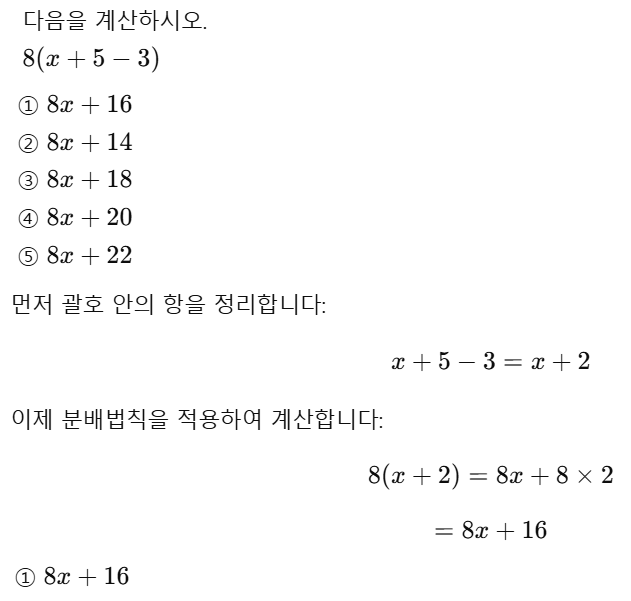 다음을 계산하시오.
8(x + 5 − 3)
① 8x + 16
② 8x + 14
③ 8x + 18
④ 8x + 20
⑤ 8x + 22
먼저 괄호 안의 항을 정리합니다:
x + 5 − 3 = x + 2
이제 분배법칙을 적용하여 계산합니다:
8(x + 2) = 8x + 8 × 2
= 8x + 16
① 8x + 16